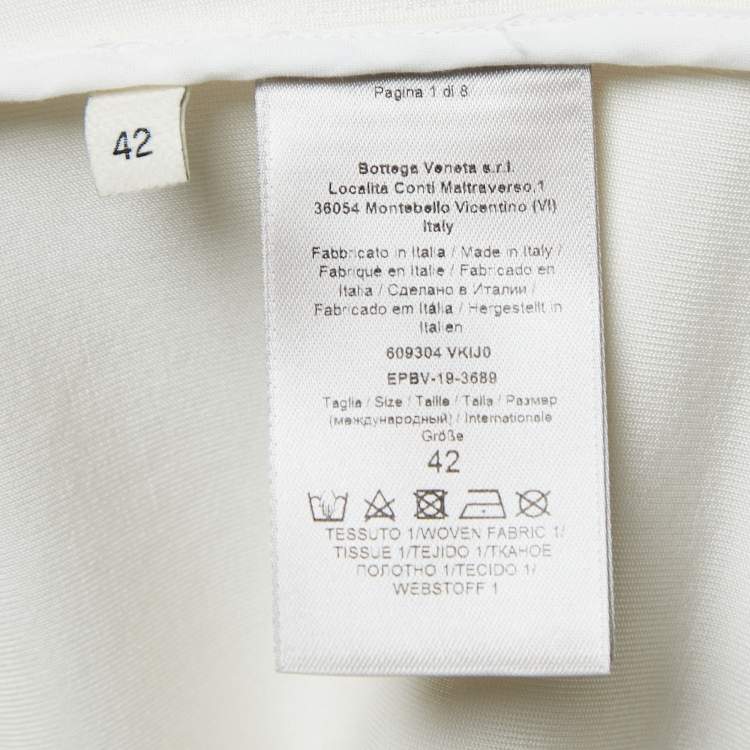 42
Pagina 1 di 8
Bottega Veneta s.r.l.
Località Conti Maltraverso,1
36054 Montebello Vicentino (VI)
Italy
Fabbricato in Italia / Made in Italy /
Fabriqué en Italie / Fabricado en
Italia / Сделано в Италии /
Fabricado em Itália / Hergestellt in
Italien
609304 VKIJ0
EPBV-19-3689
Taglia / Size / Taille / Talla / Размер
(международный) / Internationale
Größe
42
TESSUTO 1/WOVEN FABRIC 1/
TISSUE 1/TEJIDO 1/ТКАНОЕ
ПОЛОТНО 1/TECIDO 1/
WEBSTOFF 1